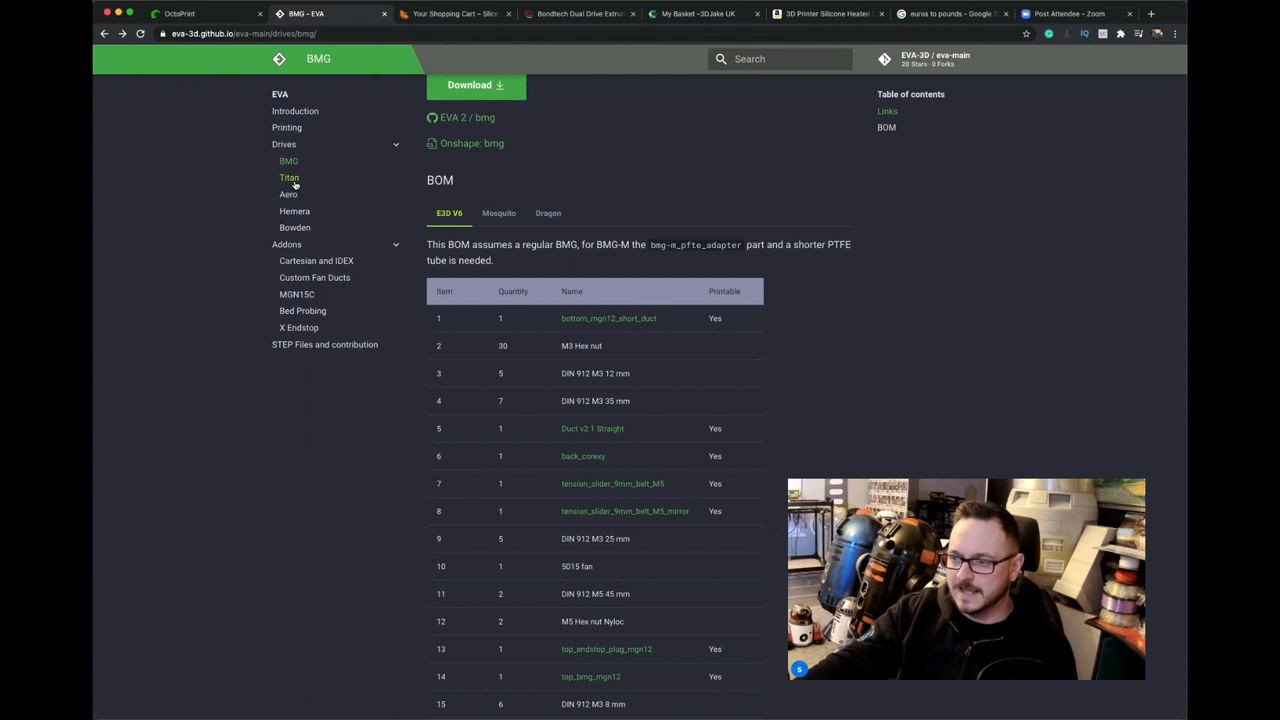 OctoPrint
BMG - EVA
Your Shopping Cart – Slice
Bondtech Dual Drive Extru
My Basket -3DJake UK
3D Printer Silicone Heated
euros to pounds - Google S
Post Attendee - Zoom
eva-3d.github.io/eva-main/drives/bmg/
BMG
Search
EVA-3D / eva-main
20 Stars · 0 Forks
EVA
Introduction
Printing
Drives
BMG
Titan
Aero
Hemera
Bowden
Addons
Cartesian and IDEX
Custom Fan Ducts
MGN15C
Bed Probing
X Endstop
STEP Files and contribution
Download
EVA 2 / bmg
Onshape: bmg
BOM
E3D V6 Mosquito Dragon
This BOM assumes a regular BMG, for BMG-M the bmg-m_pfte_adapter part and a shorter PTFE
tube is needed.
Item Quantity Name Printable
1 1 bottom_mgn12_short_duct Yes
2 30 M3 Hex nut
3 5 DIN 912 M3 12 mm
4 7 DIN 912 M3 35 mm
5 1 Duct v2.1 Straight Yes
6 1 back_corexy Yes
7 1 tension_slider_9mm_belt_M5 Yes
8 1 tension_slider_9mm_belt_M5_mirror Yes
9 5 DIN 912 M3 25 mm
10 1 5015 fan
11 2 DIN 912 M5 45 mm
12 2 M5 Hex nut Nyloc
13 1 top_endstop_plug_mgn12 Yes
14 1 top_bmg_mgn12 Yes
15 6 DIN 912 M3 8 mm
Table of contents
Links
BOM
s